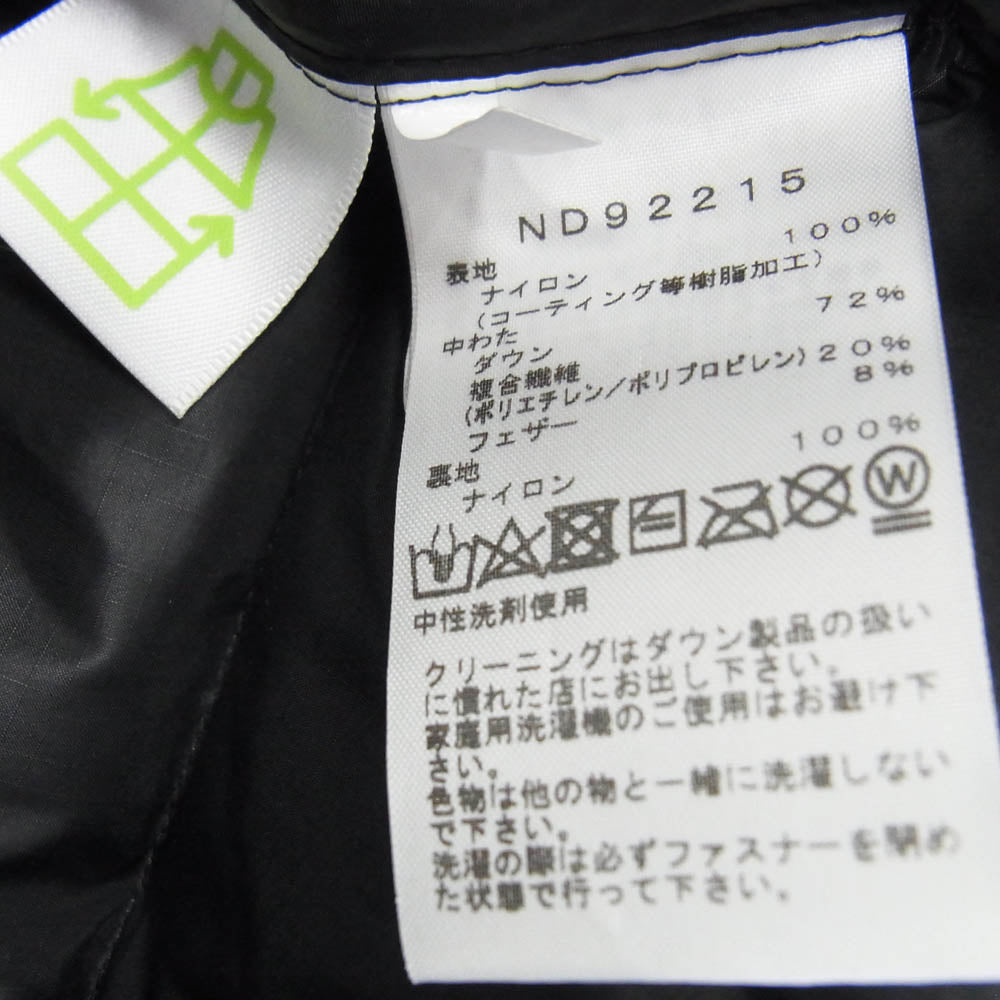 ND92215
表地
ナイロン 100%
(コーティング等樹脂加工)
中わた
ダウン 72%
複合繊維
(ポリエチレン/ポリプロピレン) 20%
フェザー 8%
裏地
ナイロン 100%
W
中性洗剤使用
クリーニングはダウン製品の扱い
に慣れた店にお出し下さい。
家庭用洗濯機のご使用はお避け下
さい。
色物は他の物と一緒に洗濯しない
で下さい。
洗濯の際は必ずファスナーを閉め
た状態で行って下さい。